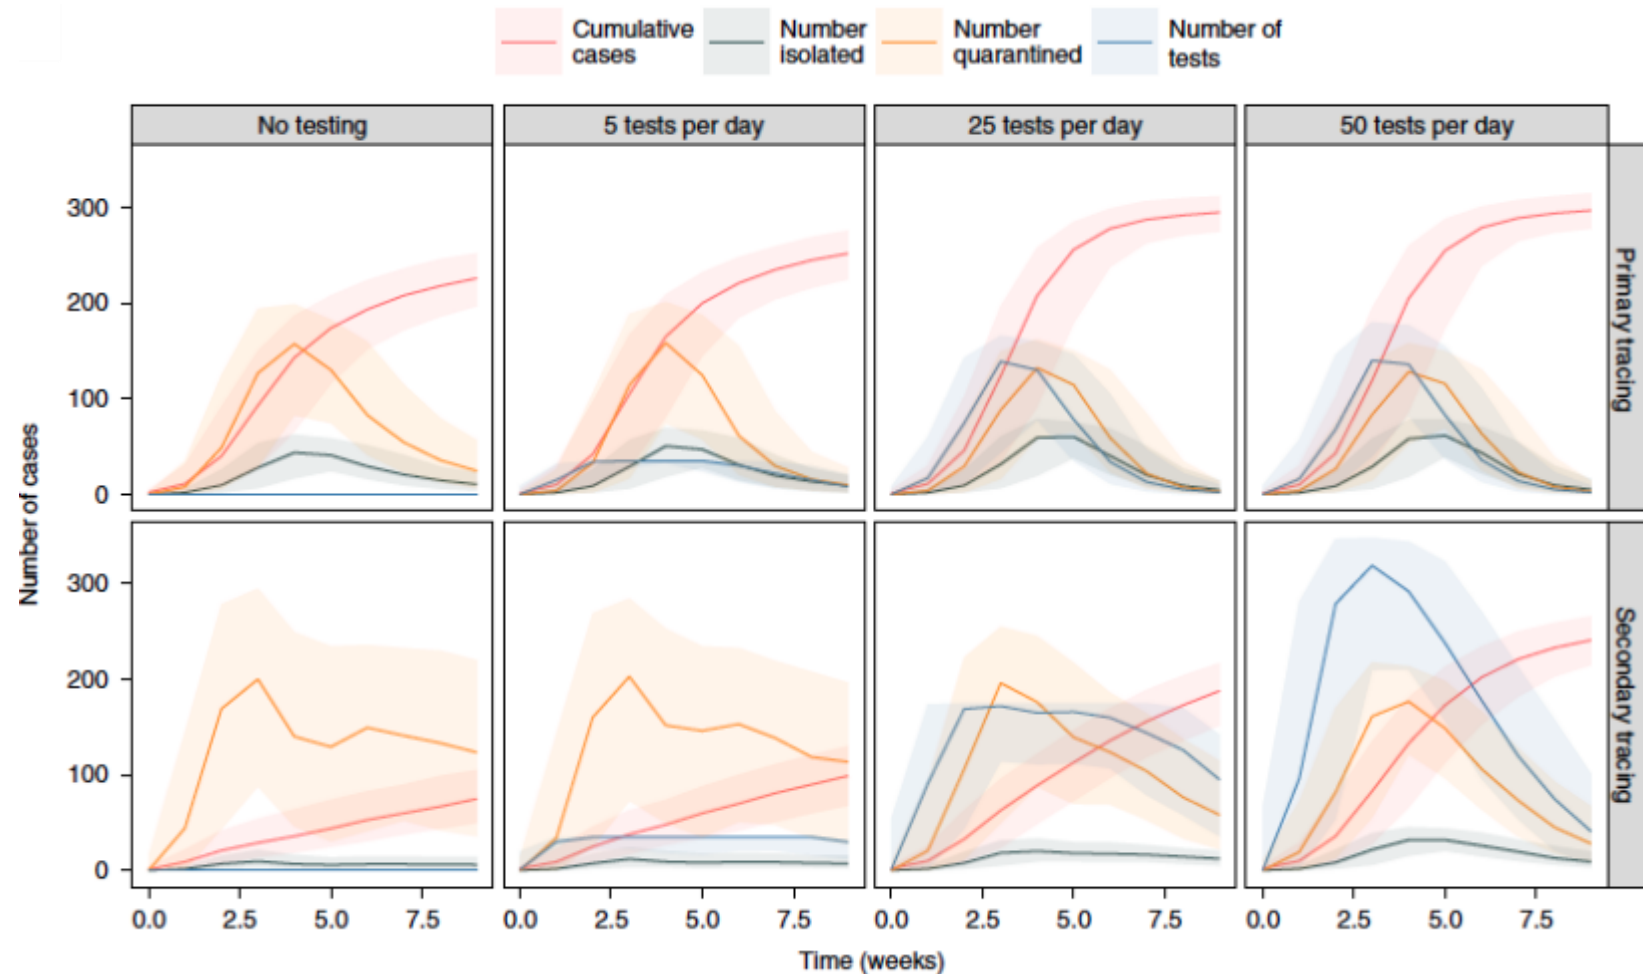 Cumulative
cases
Number
isolated
Number
quarantined
Number of
tests
No testing
5 tests per day
25 tests per day
50 tests per day
Number of cases
300
200
100
0
Primary tracing
300
200
100
0
Secondary tracing
0.0 2.5 5.0 7.5
0.0 2.5 5.0 7.5
0.0 2.5 5.0 7.5
0.0 2.5 5.0 7.5
Time (weeks)